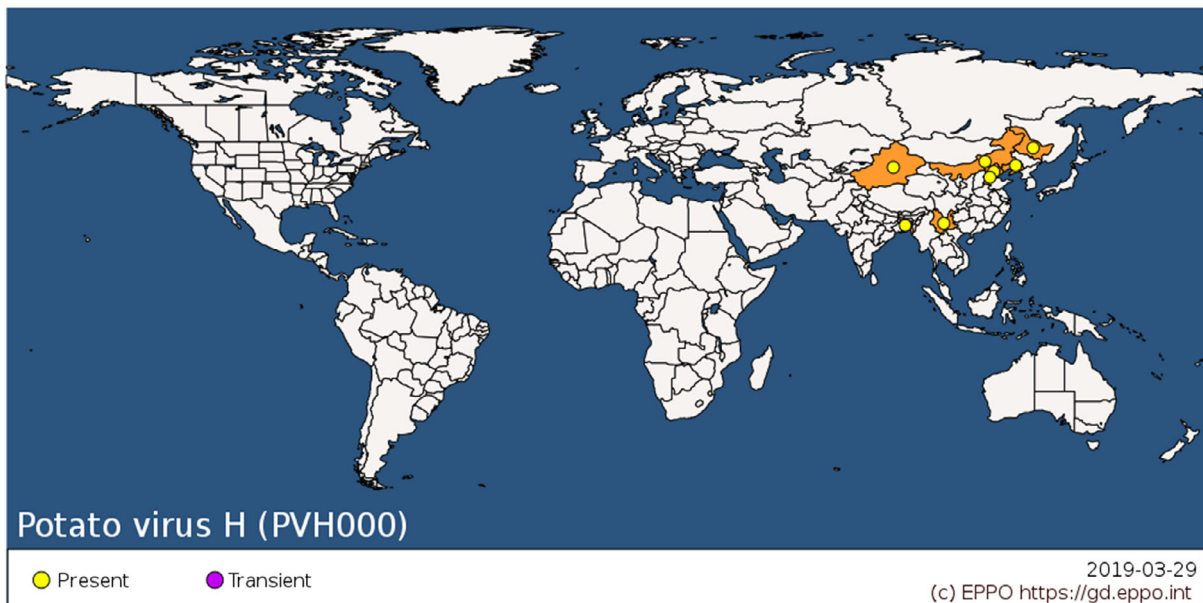 Potato virus H (PVH000)
Present
Transient
2019-03-29
(c) EPPO https://gd.eppo.int